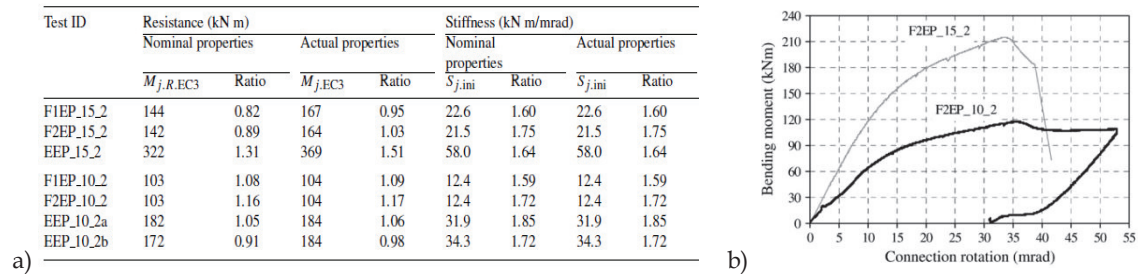 Test ID Resistance (kN m) Stiffness (kN m/mrad)
Nominal properties Actual properties Nominal properties Actual properties
M_j.R.EC3 Ratio M_j.EC3 Ratio S_j.ini Ratio S_j.ini Ratio
F1EP_15_2 144 0.82 167 0.95 22.6 1.60 22.6 1.60
F2EP_15_2 142 0.89 164 1.03 21.5 1.75 21.5 1.75
EEP_15_2 322 1.31 369 1.51 58.0 1.64 58.0 1.64
F1EP_10_2 103 1.08 104 1.09 12.4 1.59 12.4 1.59
F2EP_10_2 103 1.16 104 1.17 12.4 1.72 12.4 1.72
EEP_10_2a 182 1.05 184 1.06 31.9 1.85 31.9 1.85
EEP_10_2b 172 0.91 184 0.98 34.3 1.72 34.3 1.72
a)
Bending moment (kNm)
240
210
180
150
120
90
60
30
0
F2EP_15_2
F2EP_10_2
0 5 10 15 20 25 30 35 40 45 50 55
Connection rotation (mrad)
b)